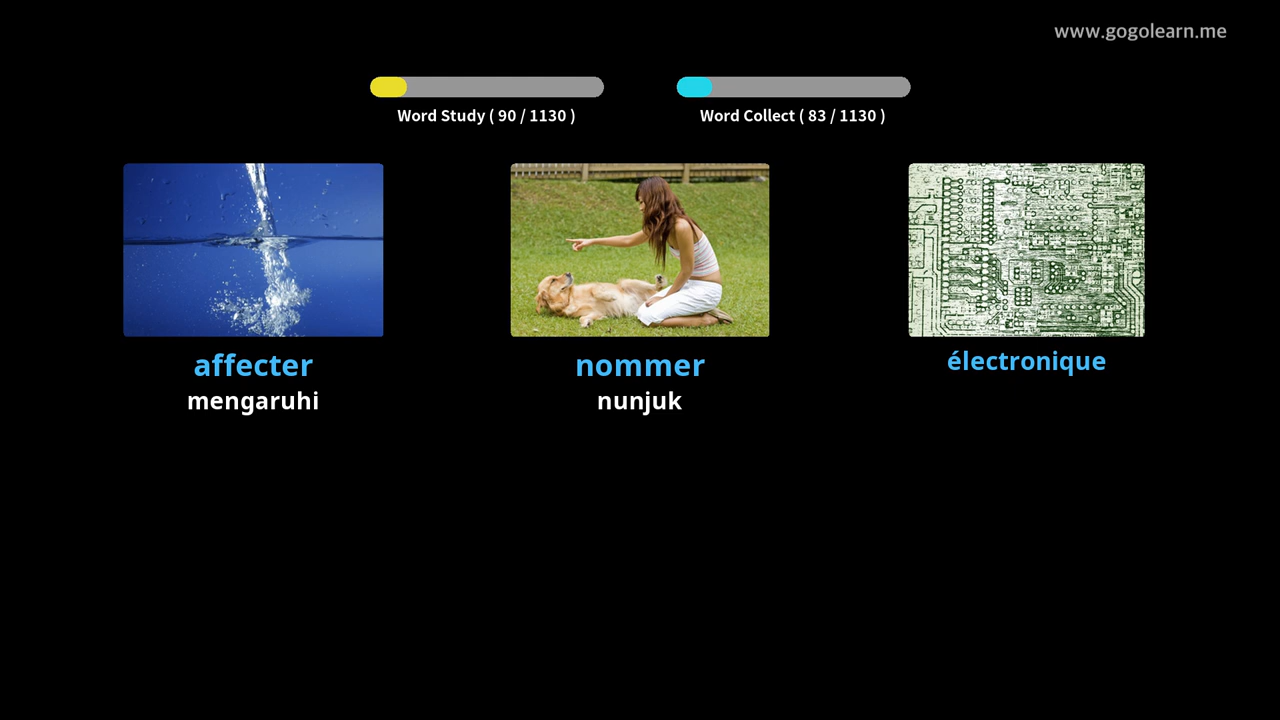 www.gogolearn.me
Word Study ( 90 / 1130 )
Word Collect ( 83 / 1130 )
affecter
mengaruhi
nommer
nunjuk
électronique